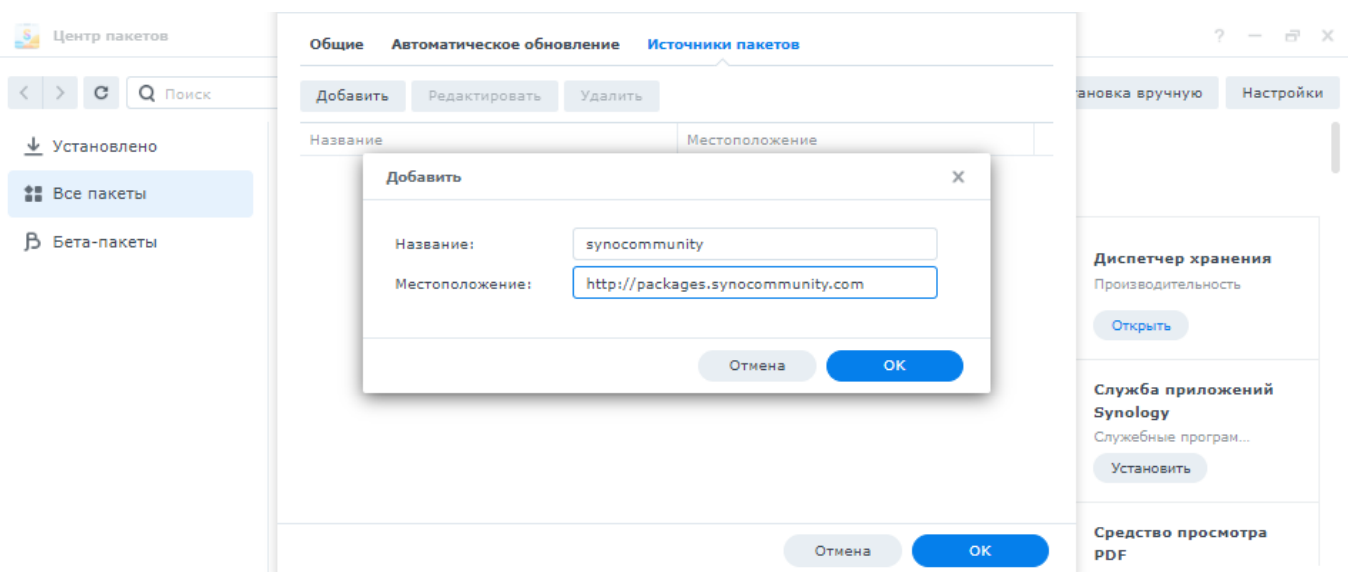 Центр пакетов
Общие Автоматическое обновление Источники пакетов
Поиск
Добавить Редактировать Удалить
ановка вручную Настройки
Название Местоположение
Установлено
Все пакеты
Бета-пакеты
Добавить
Название: synocommunity
Местоположение: http://packages.synocommunity.com
Отмена OK
Диспетчер хранения
Производительность
Открыть
Служба приложений
Synology
Служебные програм...
Установить
Средство просмотра
PDF
Отмена OK